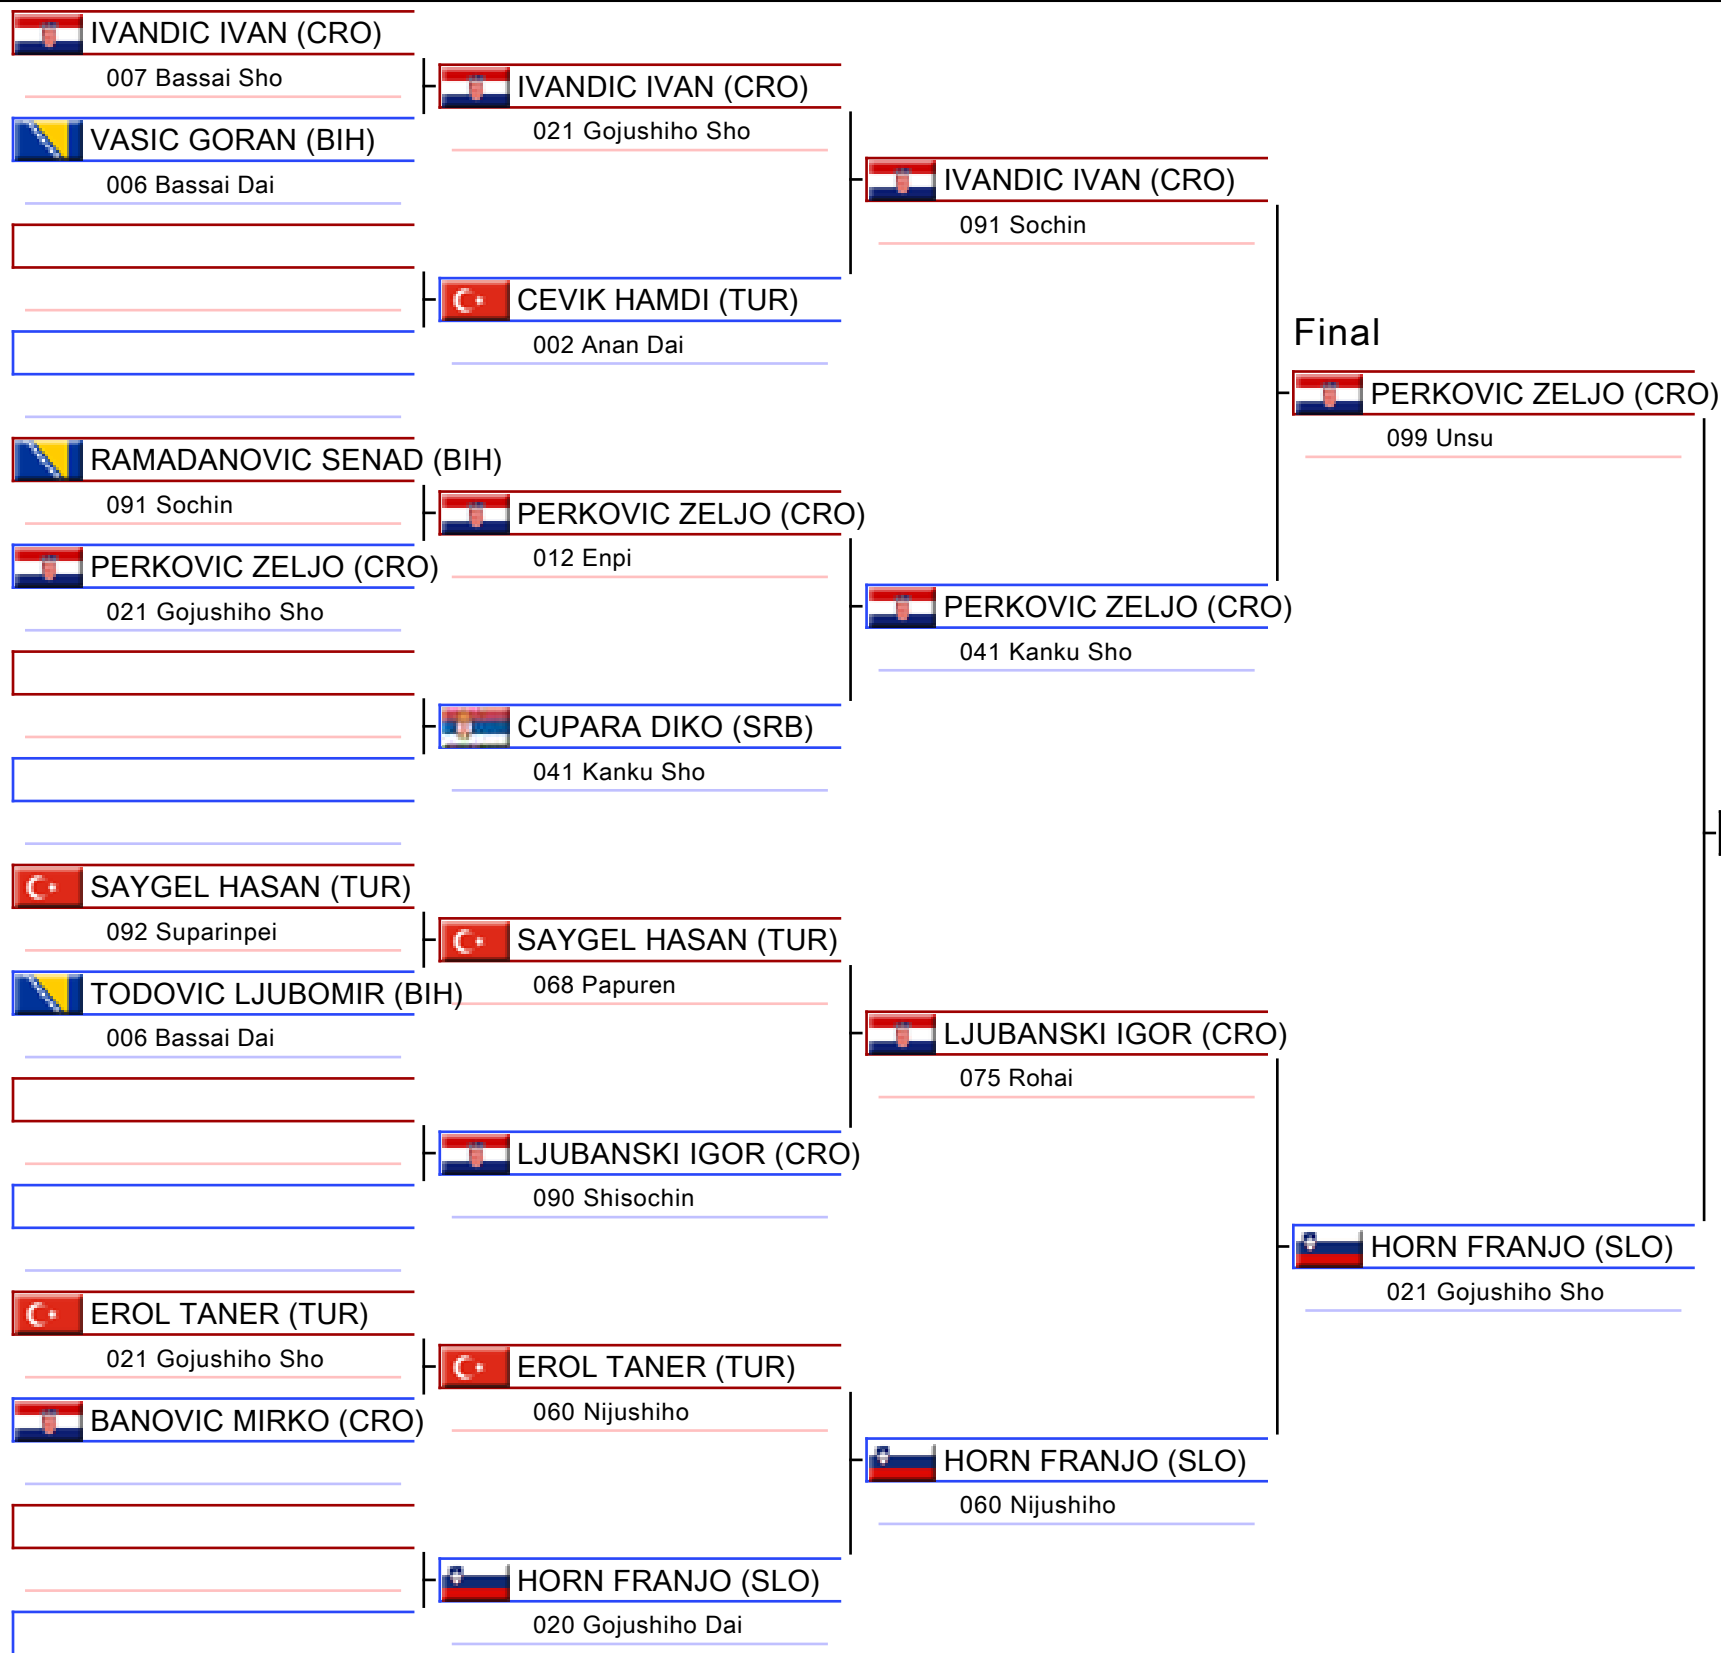 IVANDIC IVAN (CRO)
007 Bassai Sho
VASIC GORAN (BIH)
006 Bassai Dai
RAMADANOVIC SENAD (BIH)
091 Sochin
PERKOVIC ZELJO (CRO)
021 Gojushiho Sho
SAYGEL HASAN (TUR)
092 Suparinpei
TODOVIC LJUBOMIR (BIH)
006 Bassai Dai
EROL TANER (TUR)
021 Gojushiho Sho
BANOVIC MIRKO (CRO)
IVANDIC IVAN (CRO)
021 Gojushiho Sho
CEVIK HAMDI (TUR)
002 Anan Dai
PERKOVIC ZELJO (CRO)
012 Enpi
CUPARA DIKO (SRB)
041 Kanku Sho
SAYGEL HASAN (TUR)
068 Papuren
LJUBANSKI IGOR (CRO)
090 Shisochin
EROL TANER (TUR)
060 Nijushiho
HORN FRANJO (SLO)
020 Gojushiho Dai
IVANDIC IVAN (CRO)
091 Sochin
PERKOVIC ZELJO (CRO)
041 Kanku Sho
LJUBANSKI IGOR (CRO)
075 Rohai
HORN FRANJO (SLO)
060 Nijushiho
Final
PERKOVIC ZELJO (CRO)
099 Unsu
HORN FRANJO (SLO)
021 Gojushiho Sho